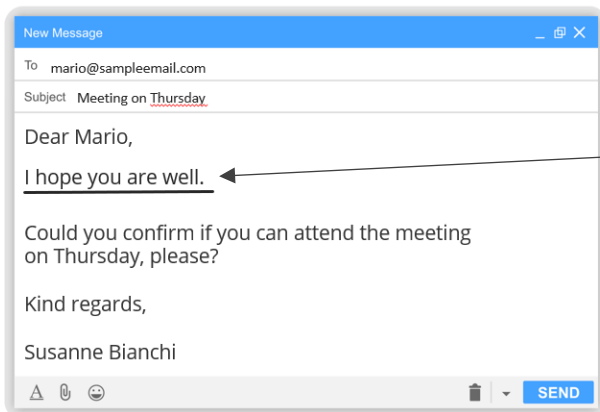 New Message
To mario@sampleemail.com
Subject Meeting on Thursday
Dear Mario,
I hope you are well.
Could you confirm if you can attend the meeting
on Thursday, please?
Kind regards,
Susanne Bianchi
A
SEND